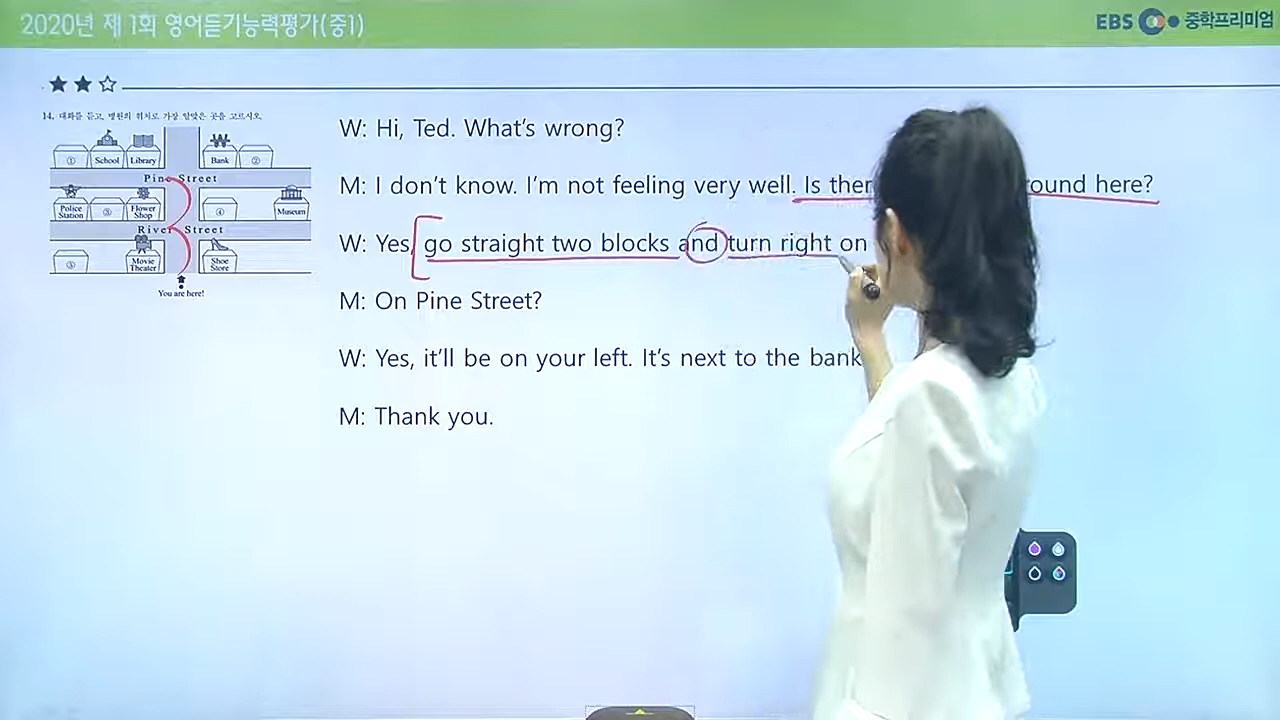 2020년 제 1회 영어듣기능력평가(중1)
EBS 중학프리미엄
14. 대화를 듣고, 병원의 위치로 가장 알맞은 곳을 고르시오.
① School Library Bank ②
Pine Street
Police Station ③ Flower Shop ④ Museum
River Street
⑤ Movie Theater Shoe Store
You are here!
W: Hi, Ted. What's wrong?
M: I don't know. I'm not feeling very well. Is round here?
W: Yes, go straight two blocks and turn right on
M: On Pine Street?
W: Yes, it'll be on your left. It's next to the bank
M: Thank you.